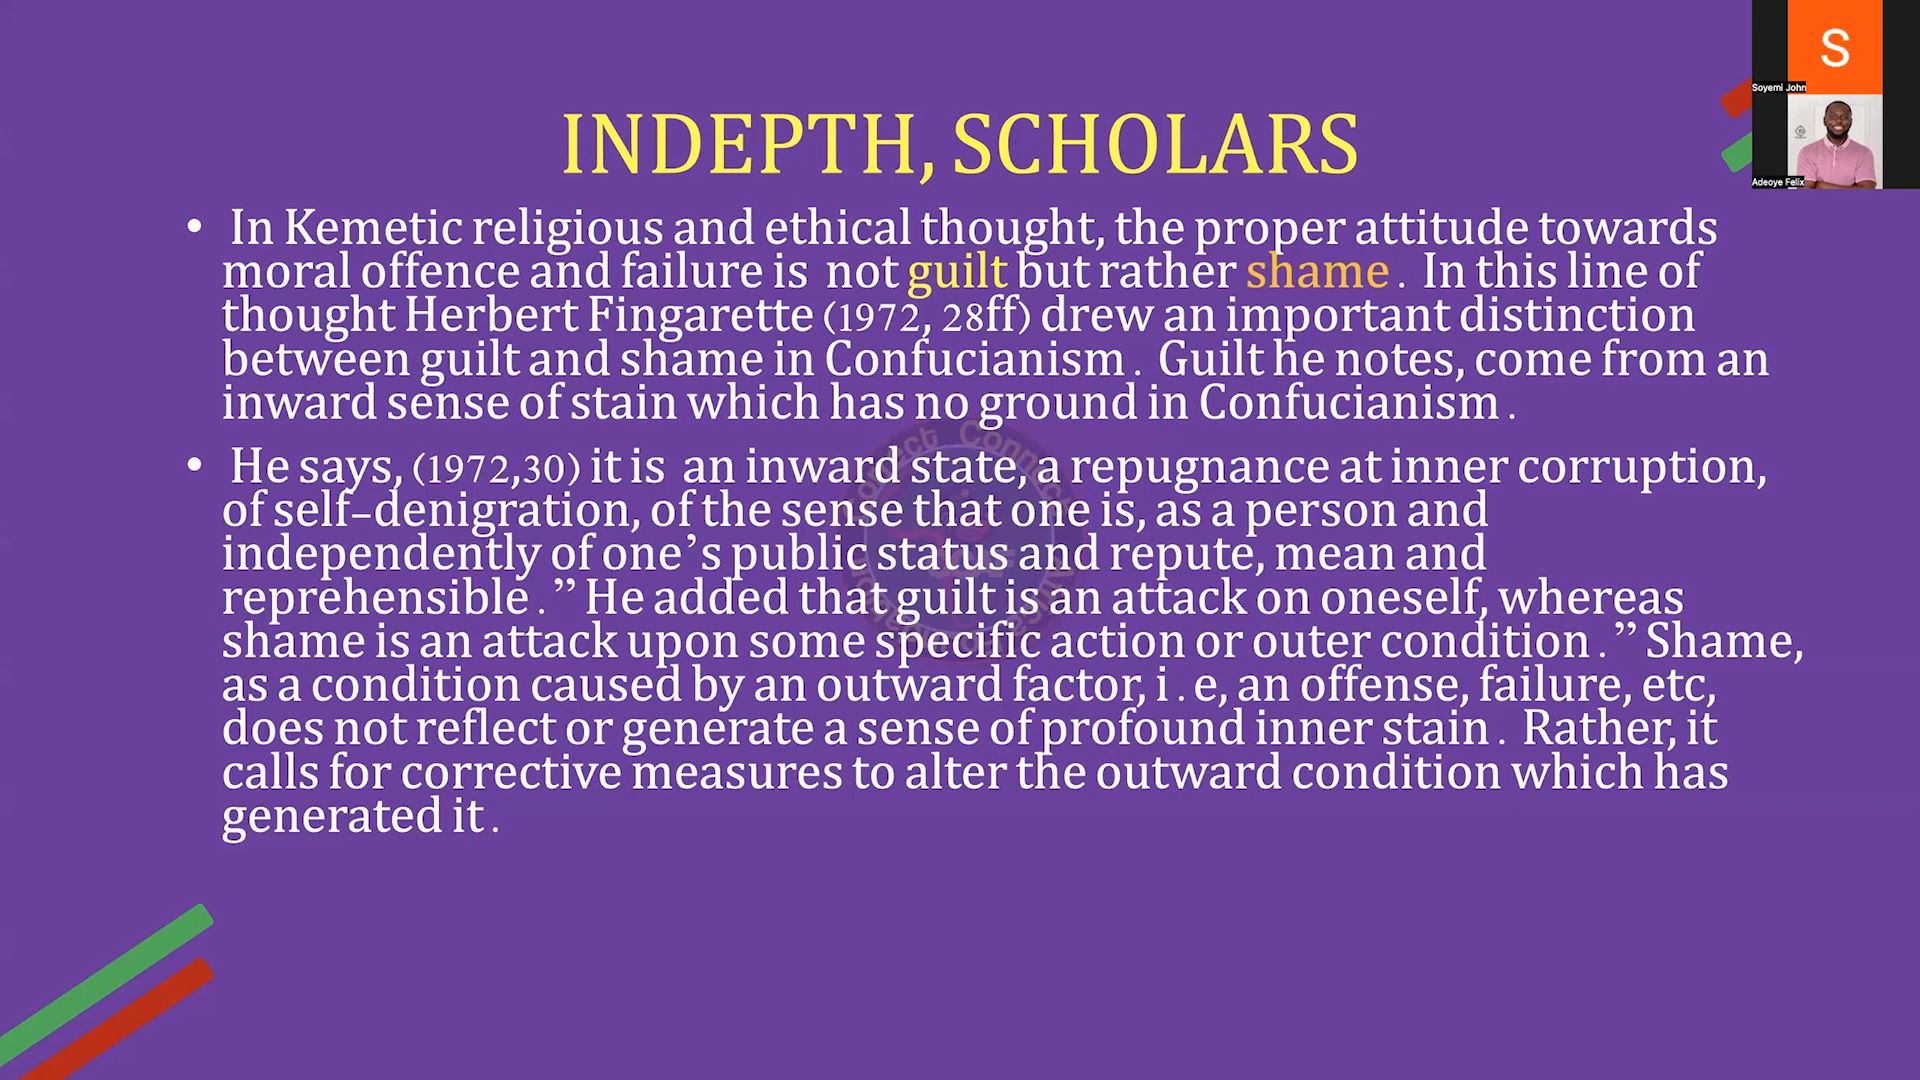 S
Soyemi John
Adeoye Felix
INDEPTH, SCHOLARS
• In Kemetic religious and ethical thought, the proper attitude towards
moral offence and failure is not guilt but rather shame. In this line of
thought Herbert Fingarette (1972, 28ff) drew an important distinction
between guilt and shame in Confucianism. Guilt he notes, come from an
inward sense of stain which has no ground in Confucianism.
• He says, (1972,30) it is an inward state, a repugnance at inner corruption,
of self–denigration, of the sense that one is, as a person and
independently of one’s public status and repute, mean and
reprehensible.” He added that guilt is an attack on oneself, whereas
shame is an attack upon some specific action or outer condition.” Shame,
as a condition caused by an outward factor, i.e, an offense, failure, etc,
does not reflect or generate a sense of profound inner stain. Rather, it
calls for corrective measures to alter the outward condition which has
generated it.